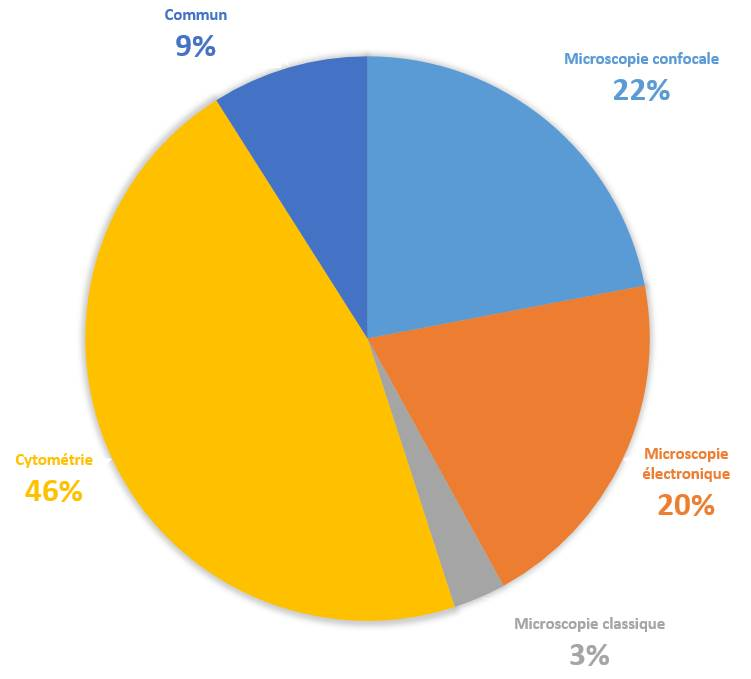 Commun
9%
Microscopie confocale
22%
Cytométrie
46%
Microscopie
électronique
20%
Microscopie classique
3%